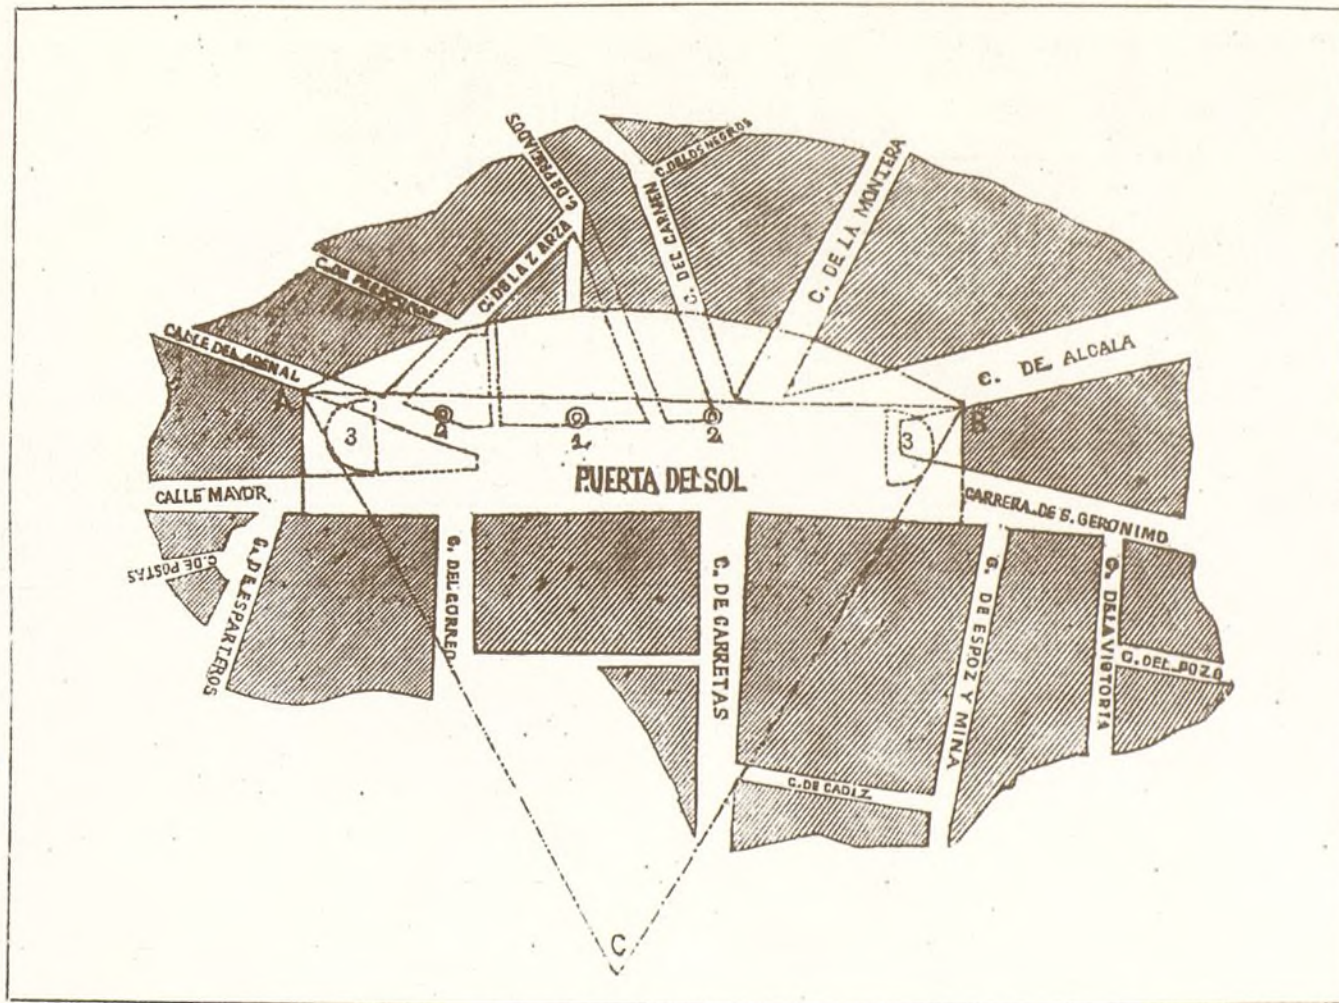 C. DE PRECIADOS
C. DE LOS NEGROS
C. DEL CARMEN
C. DE LA MONTERA
C. DE LA Z ARZA
CALLE DEL ARENAL
C. DE ALCALA
A
B
3
2
1
2
3
PUERTA DEL SOL
CALLE MAYOR
CARRERA DE S. GERONIMO
C. DE POSTAS
C. DE ESPARTEROS
C. DEL CORREO
C. DE CARRETAS
C. DE ESPOZ Y MINA
C. DE LA VICTORIA
C. DEL POZO
C. DE CADIZ
C